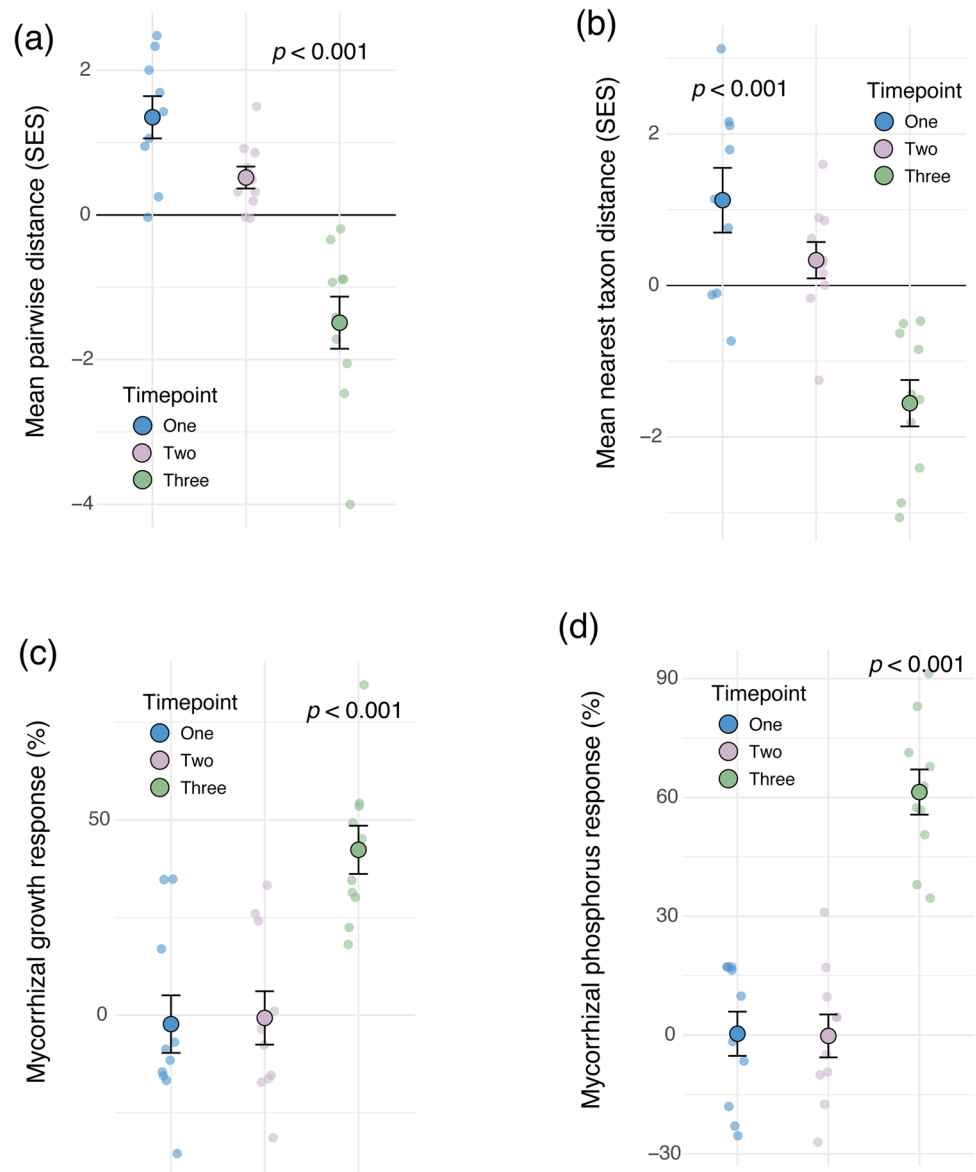 (a)
p < 0.001
Mean pairwise distance (SES)
2
0
−2
−4
Timepoint
One
Two
Three
(b)
p < 0.001
Mean nearest taxon distance (SES)
2
0
−2
Timepoint
One
Two
Three
(c)
p < 0.001
Mycorrhizal growth response (%)
50
0
Timepoint
One
Two
Three
(d)
p < 0.001
Mycorrhizal phosphorus response (%)
90
60
30
0
−30
Timepoint
One
Two
Three